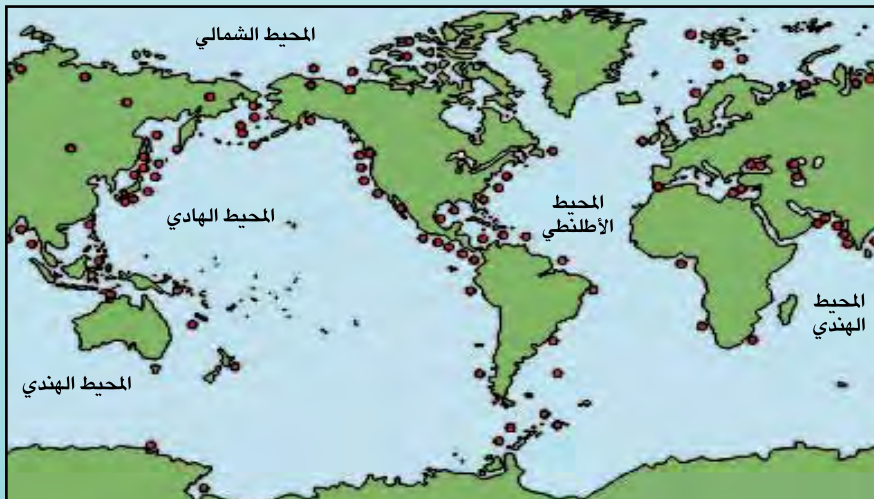 المحيط الشمالي
المحيط الهادي
المحيط
الأطلنطي
المحيط
الهندي
المحيط الهندي